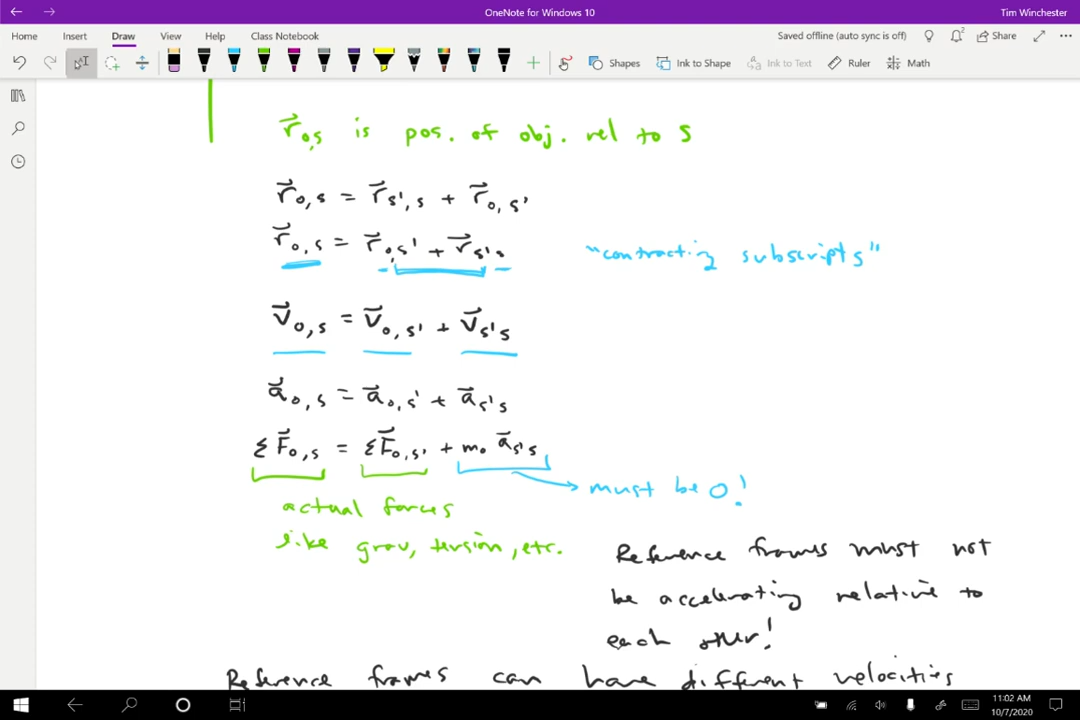 OneNote for Windows 10
Tim Winchester
Home Insert Draw View Help Class Notebook
Saved offline (auto sync is off) Share
Shapes Ink to Shape Ink to Text Ruler Math
r⃗o,s is pos. of obj. rel to S
r⃗o,s = r⃗s',s + r⃗o,s'
r⃗o,s = r⃗o,s' + r⃗s's
"contracting subscripts"
v⃗o,s = v⃗o,s' + v⃗s's
a⃗o,s = a⃗o,s' + a⃗s's
ΣF⃗o,s = ΣF⃗o,s' + mo a⃗s's
must be 0!
actual forces
like grav, tension, etc.
Reference frames must not
be accelerating relative to
each other!
Reference frames can have different velocities
11:02 AM
10/7/2020